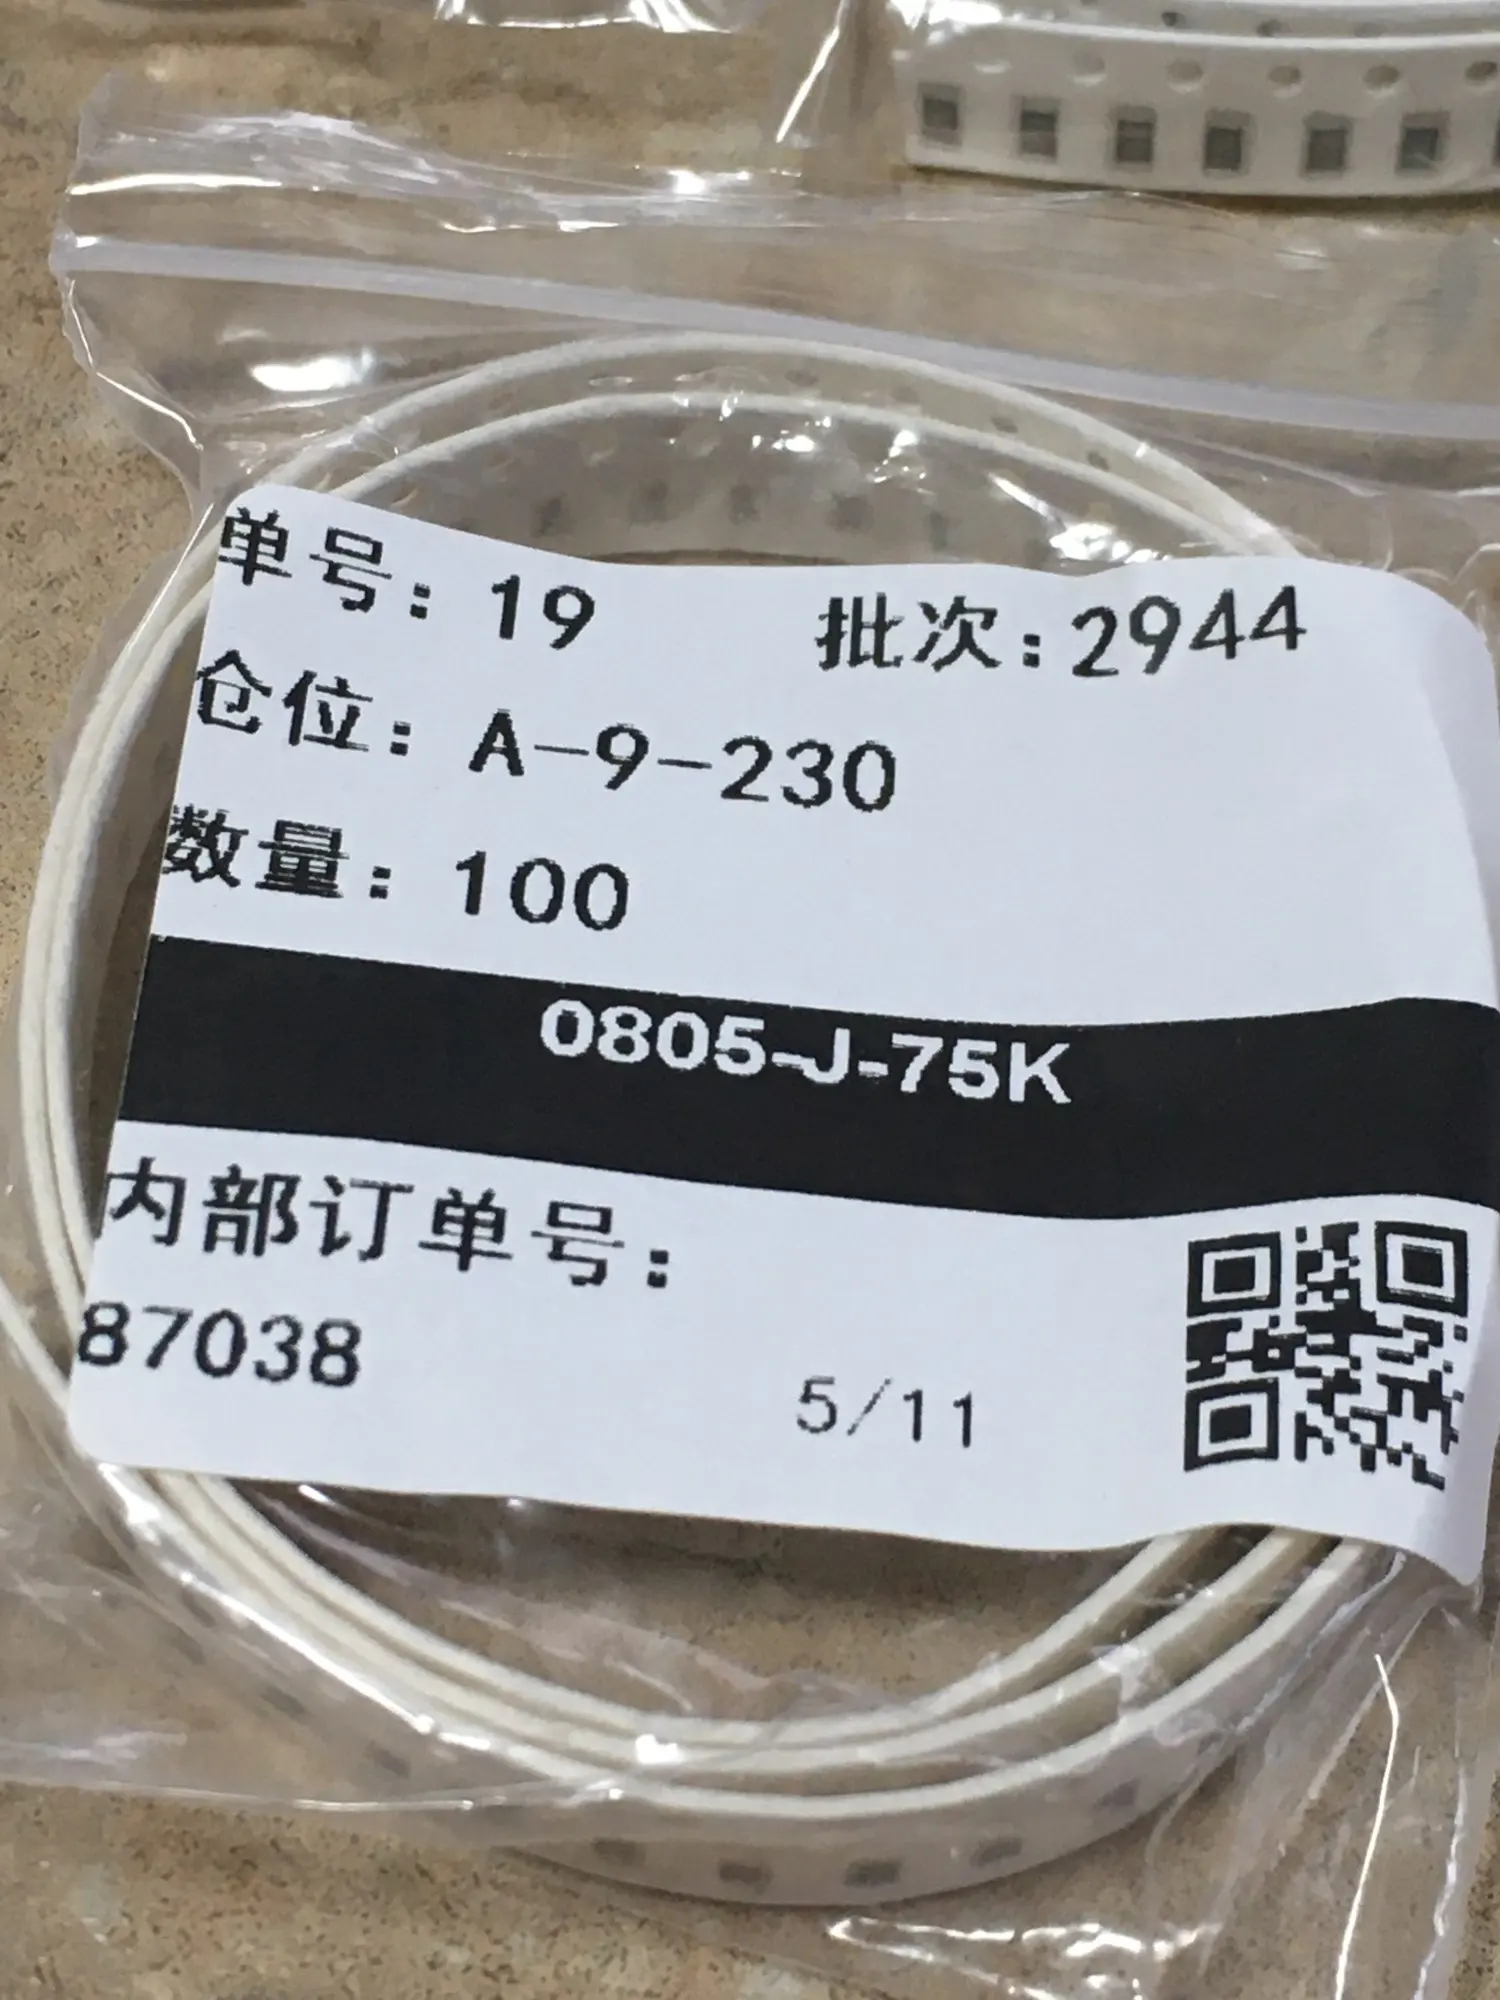 单号：19 批次：2944
仓位：A-9-230
数量：100
0805-J-75K
内部订单号：
87038
5/11